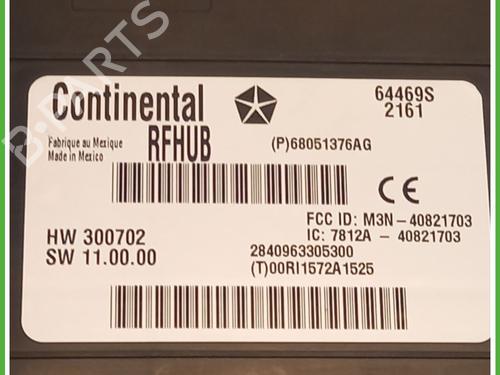 Continental
64469S
2161
Fabrique au Mexique
Made in Mexico
RFHUB
(P)68051376AG
CE
FCC ID: M3N-40821703
IC: 7812A - 40821703
HW 300702
SW 11.00.00
2840963305300
(T)00RI1572A1525
B-PARTS